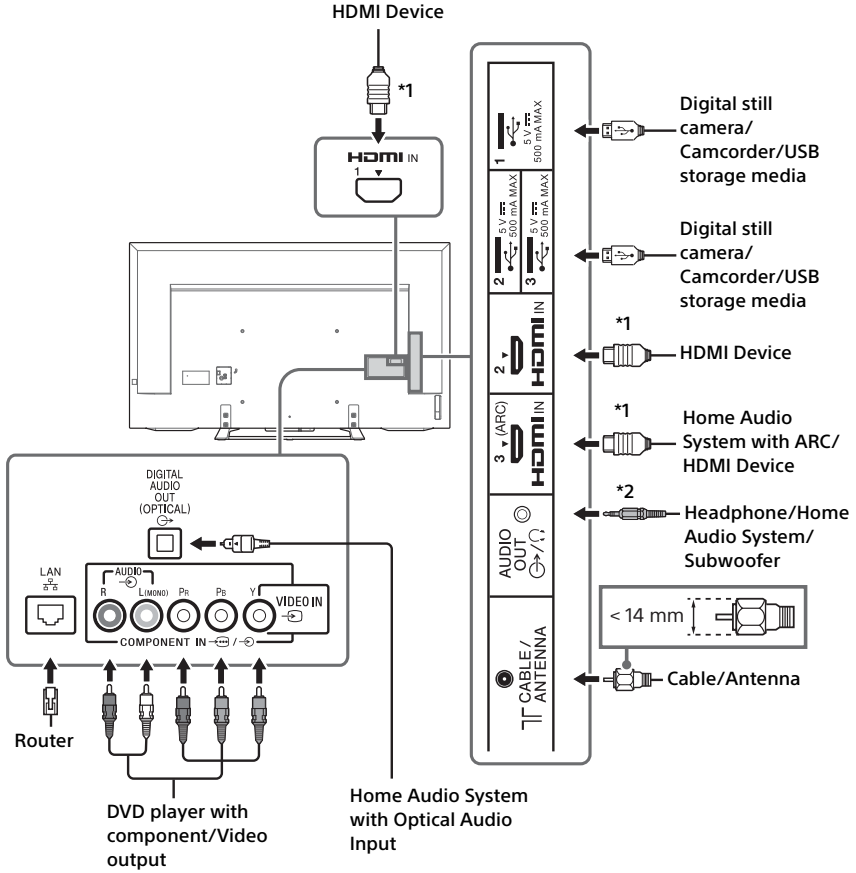 HDMI Device
*1
HDMI IN
1
1
5 V
500 mA MAX
Digital still
camera/
Camcorder/USB
storage media
2
5 V
500 mA MAX
3
5 V
500 mA MAX
Digital still
camera/
Camcorder/USB
storage media
2
HDMI IN
*1
HDMI Device
3 (ARC)
HDMI IN
*1
Home Audio
System with ARC/
HDMI Device
AUDIO
OUT
/
*2
Headphone/Home
Audio System/
Subwoofer
CABLE /
ANTENNA
< 14 mm
Cable/Antenna
DIGITAL
AUDIO
OUT
(OPTICAL)
LAN
AUDIO
R
L(MONO)
PR
PB
Y
VIDEO IN
COMPONENT IN /
Router
DVD player with
component/Video
output
Home Audio System
with Optical Audio
Input